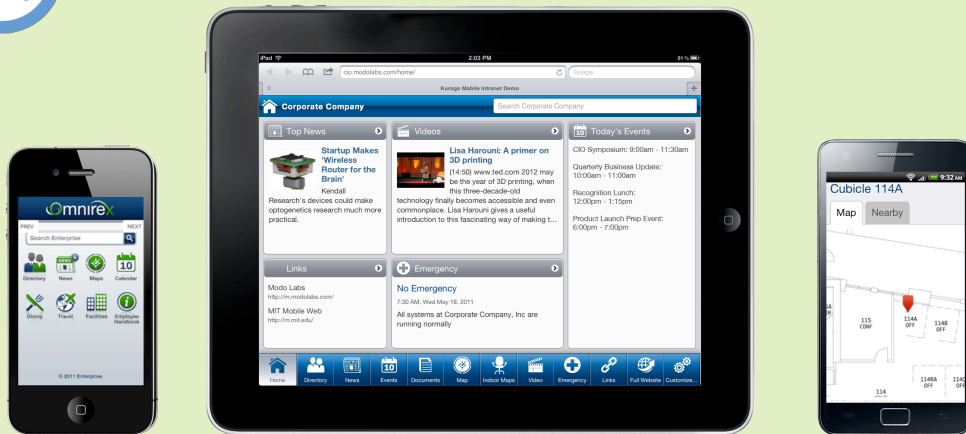 Omnirex
PREV NEXT
Search Enterprise
NEWS
10
Directory News Maps Calendar
Dining Travel Facilities Employee
Handbook
© 2011 Enterprise
iPad 2:03 PM 81%
cio.modolabs.com/home/ Google
Kurogo Mobile Intranet Demo
Corporate Company Search Corporate Company
Top News
Startup Makes
'Wireless
Router for the
Brain'
Kendall
Research's devices could make
optogenetics research much more
practical.
Videos
Lisa Harouni: A primer on
3D printing
(14:50) www.ted.com 2012 may
be the year of 3D printing, when
this three-decade-old
technology finally becomes accessible and even
commonplace. Lisa Harouni gives a useful
introduction to this fascinating way of making t...
10 Today's Events
CIO Symposium: 9:00am - 11:30am
Quarterly Business Update:
10:00am - 11:00am
Recognition Lunch:
12:00pm - 1:15pm
Product Launch Prep Event:
6:00pm - 7:00pm
Links
Modo Labs
http://m.modolabs.com/
MIT Mobile Web
http://m.mit.edu/
Emergency
No Emergency
7:30 AM, Wed May 18, 2011
All systems at Corporate Company, Inc are
running normally
10
Home Directory News Events Documents Map Indoor Maps Video Emergency Links Full Website Customize...
SAMSUNG
9:32 AM
Cubicle 114A
Map Nearby
115
CONF
114A
OFF
114B
OFF
114RA
OFF
114C
OFF
114